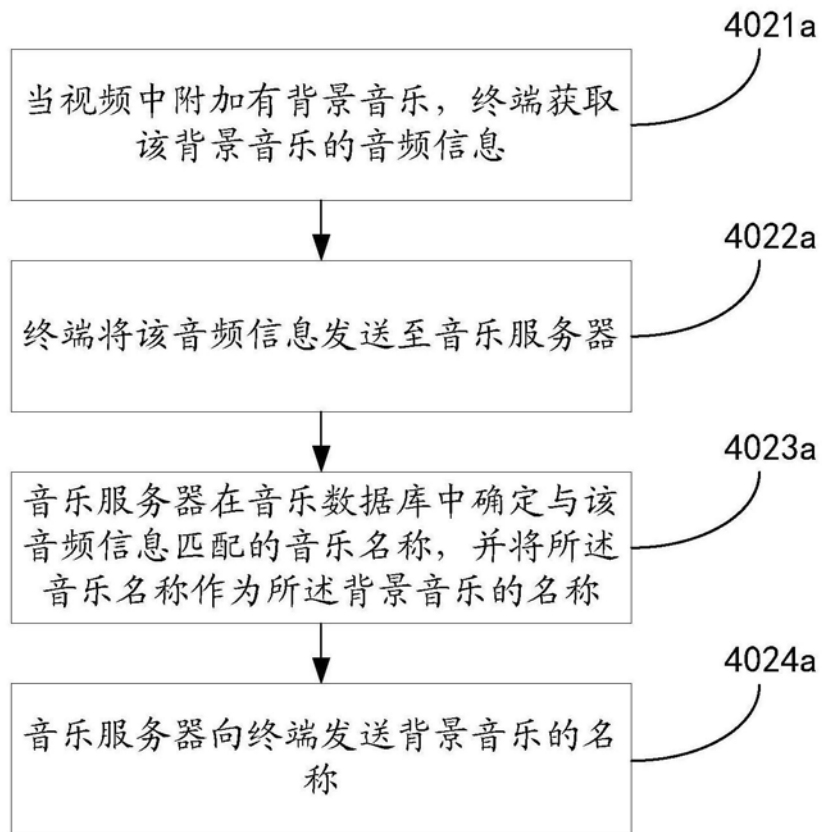 4021a
当视频中附加有背景音乐，终端获取
该背景音乐的音频信息
4022a
终端将该音频信息发送至音乐服务器
4023a
音乐服务器在音乐数据库中确定与该
音频信息匹配的音乐名称，并将所述
音乐名称作为所述背景音乐的名称
4024a
音乐服务器向终端发送背景音乐的名
称